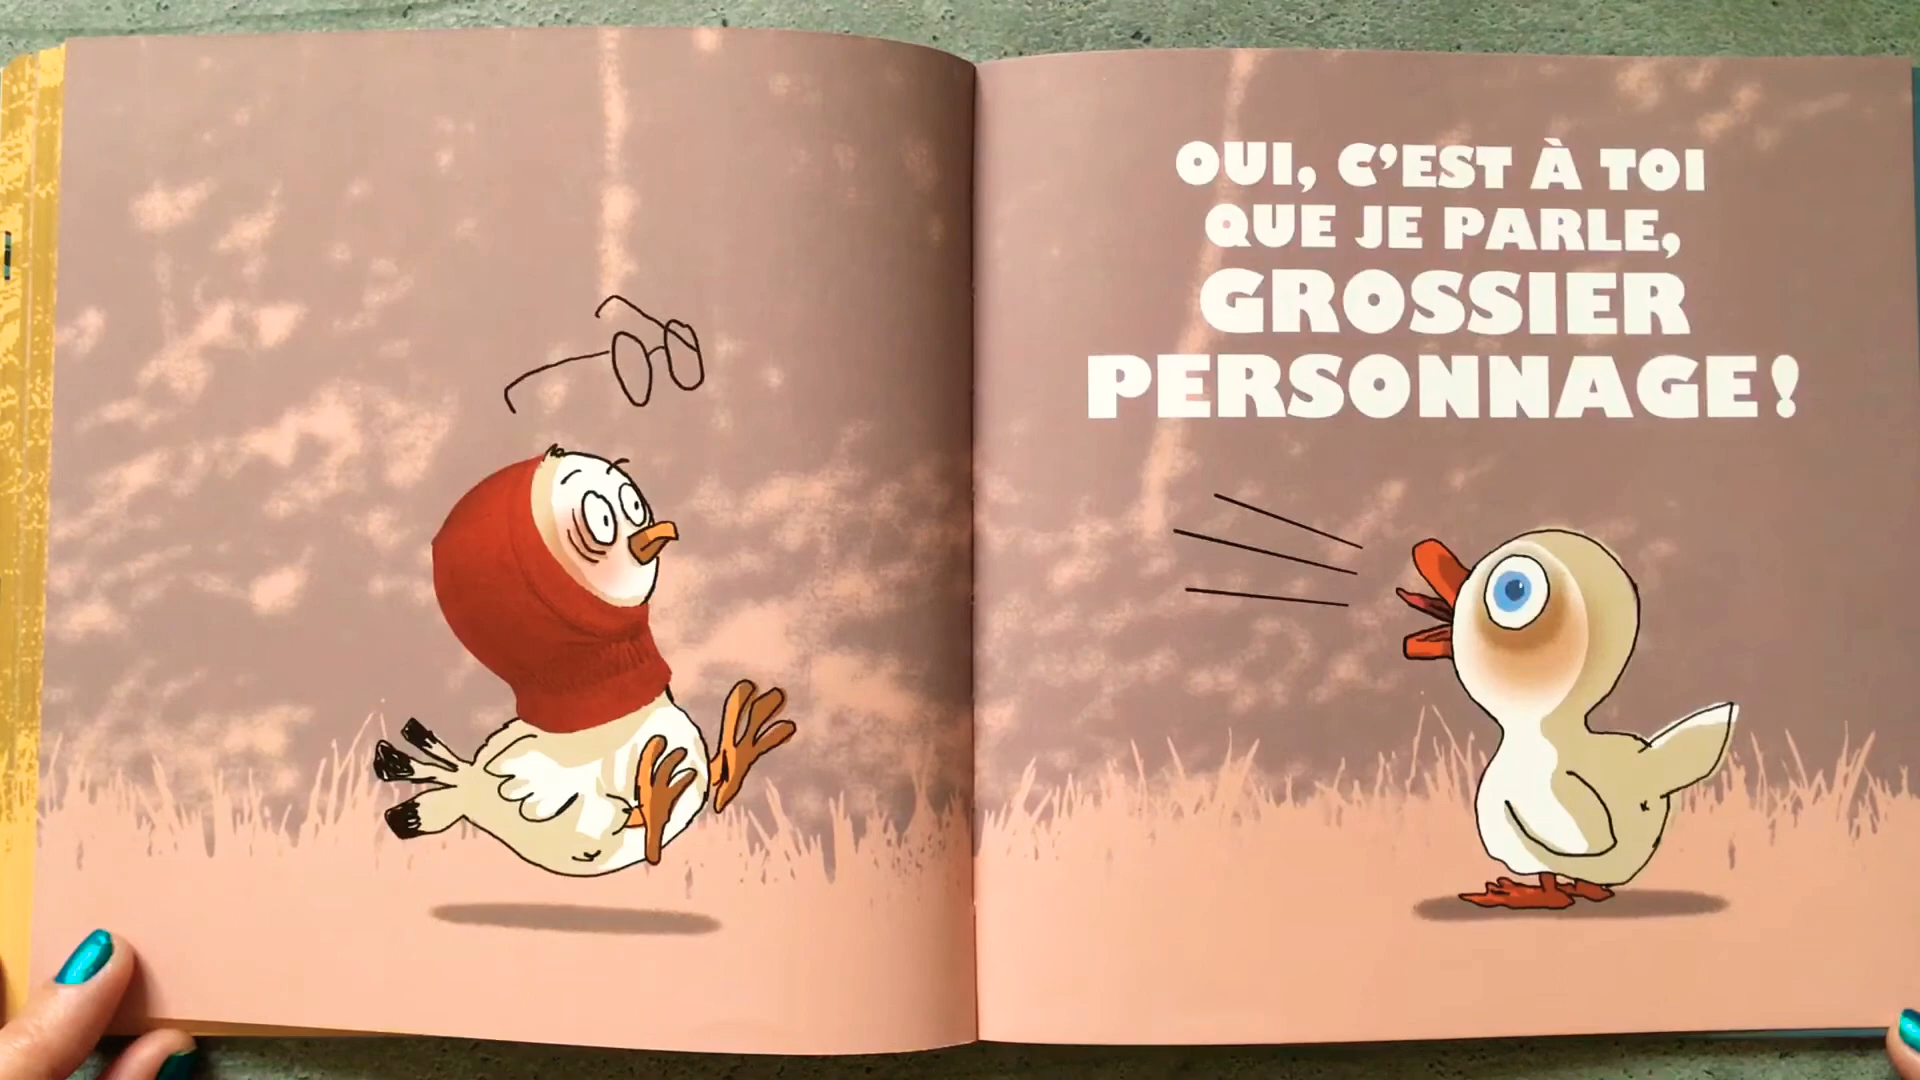 OUI, C'EST À TOI
QUE JE PARLE,
GROSSIER
PERSONNAGE !